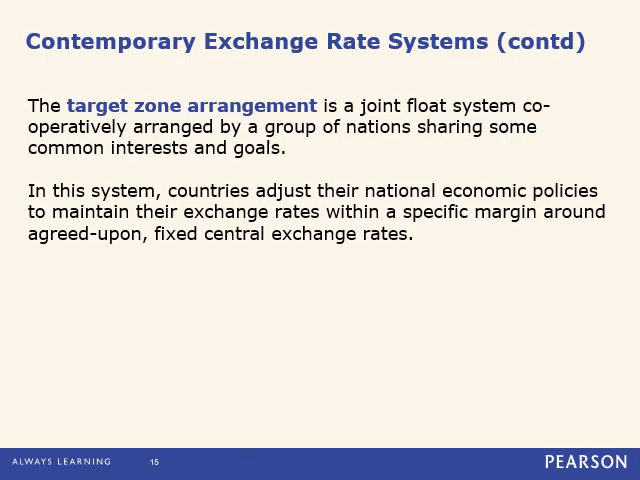 Contemporary Exchange Rate Systems (contd)
The target zone arrangement is a joint float system co-
operatively arranged by a group of nations sharing some
common interests and goals.
In this system, countries adjust their national economic policies
to maintain their exchange rates within a specific margin around
agreed-upon, fixed central exchange rates.
ALWAYS LEARNING 15 PEARSON